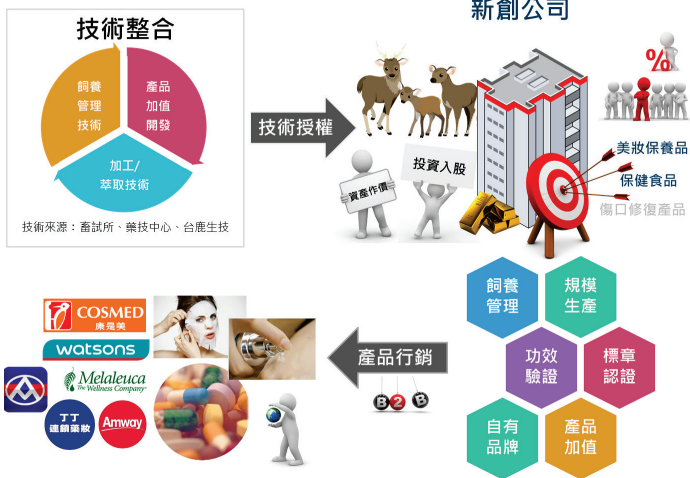 技術整合
飼養
管理
技術
產品
加值
開發
加工/
萃取技術
技術來源：畜試所、藥技中心、台鹿生技
技術授權
新創公司
資產作價
投資入股
%
美妝保養品
保健食品
傷口修復產品
飼養
管理
規模
生產
功效
驗證
標章
認證
自有
品牌
產品
加值
產品行銷
B2B
COSMED
康是美
watsons
Melaleuca
The Wellness Company
丁丁
連鎖藥妝
Amway